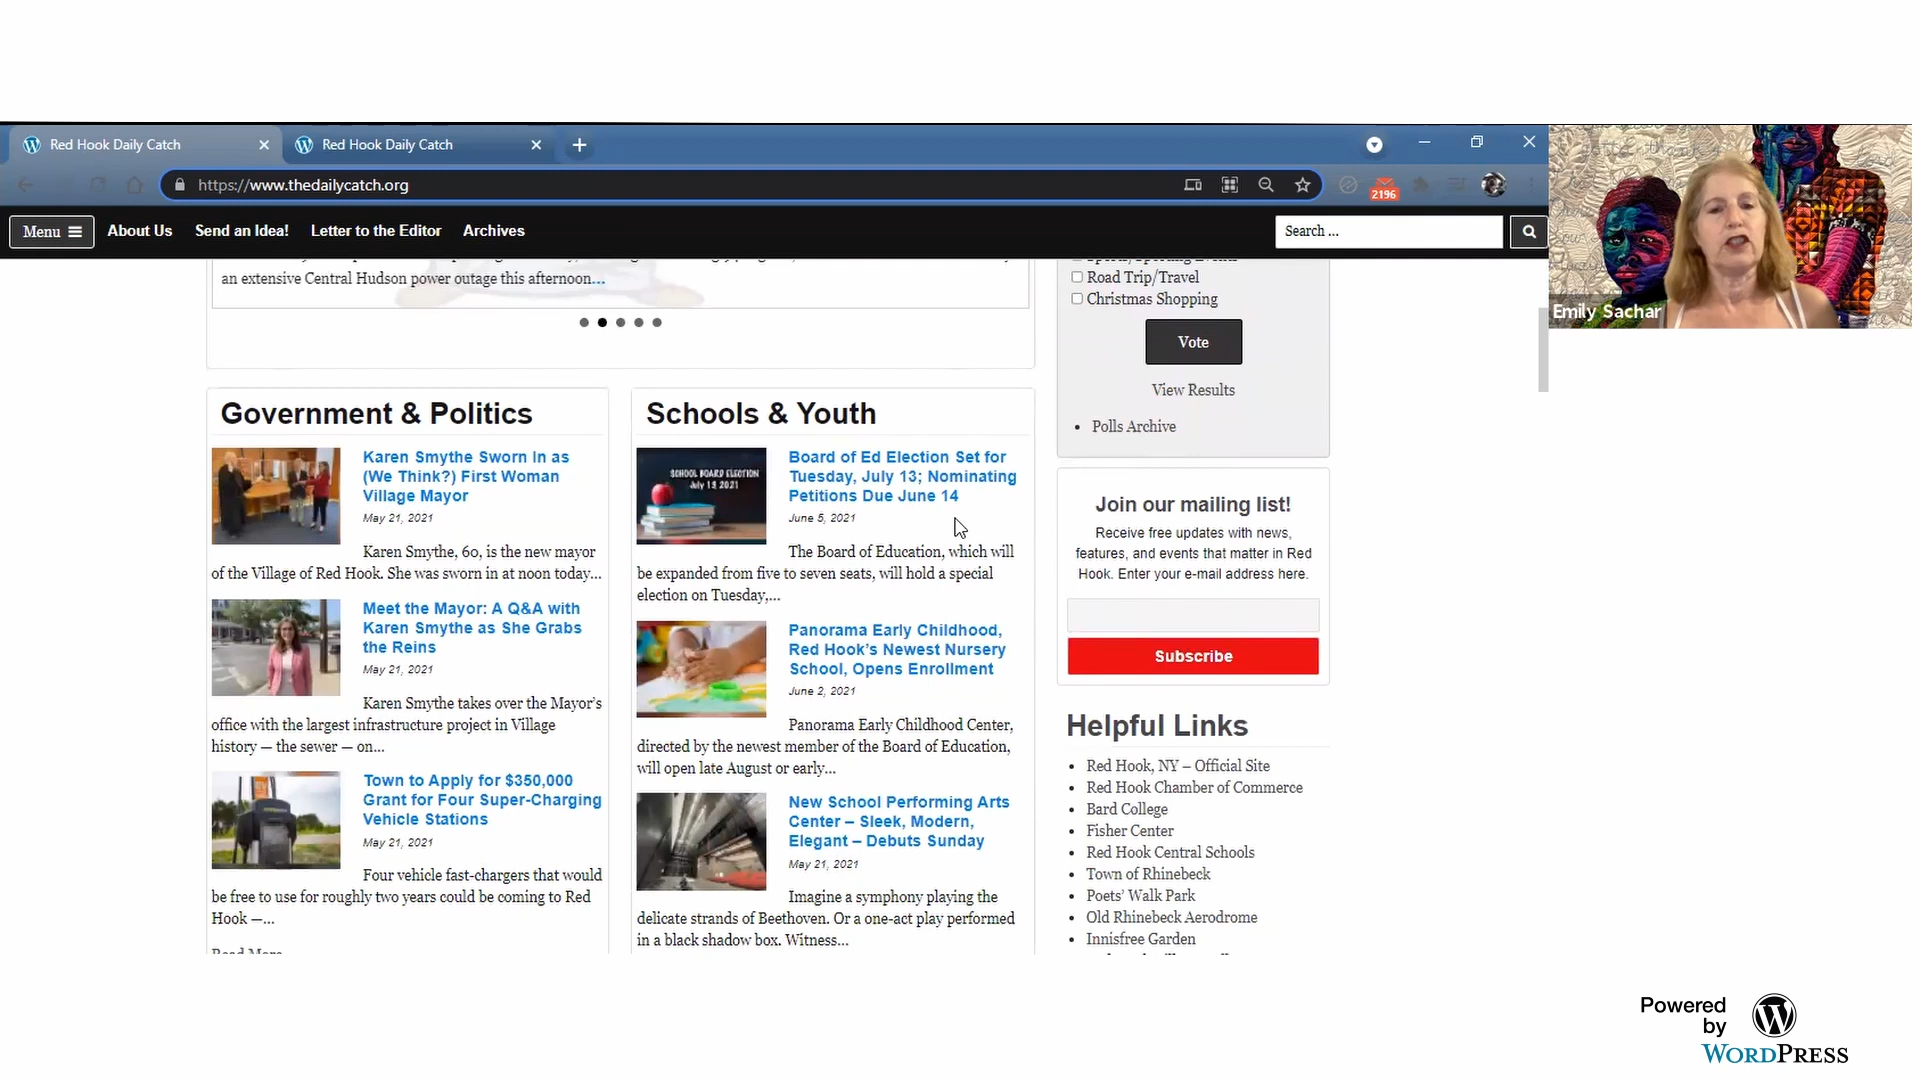 Red Hook Daily Catch
Red Hook Daily Catch
https://www.thedailycatch.org
2196
Menu
About Us
Send an Idea!
Letter to the Editor
Archives
Search ...
Emily Sachar
an extensive Central Hudson power outage this afternoon...
Road Trip/Travel
Christmas Shopping
Vote
View Results
Polls Archive
Government & Politics
Karen Smythe Sworn In as
(We Think?) First Woman
Village Mayor
May 21, 2021
Karen Smythe, 60, is the new mayor
of the Village of Red Hook. She was sworn in at noon today...
Meet the Mayor: A Q&A with
Karen Smythe as She Grabs
the Reins
May 21, 2021
Karen Smythe takes over the Mayor's
office with the largest infrastructure project in Village
history — the sewer — on...
Town to Apply for $350,000
Grant for Four Super-Charging
Vehicle Stations
May 21, 2021
Four vehicle fast-chargers that would
be free to use for roughly two years could be coming to Red
Hook —...
Read More
Schools & Youth
SCHOOL BOARD ELECTION
July 13 2021
Board of Ed Election Set for
Tuesday, July 13; Nominating
Petitions Due June 14
June 5, 2021
The Board of Education, which will
be expanded from five to seven seats, will hold a special
election on Tuesday,...
Panorama Early Childhood,
Red Hook's Newest Nursery
School, Opens Enrollment
June 2, 2021
Panorama Early Childhood Center,
directed by the newest member of the Board of Education,
will open late August or early...
New School Performing Arts
Center – Sleek, Modern,
Elegant – Debuts Sunday
May 21, 2021
Imagine a symphony playing the
delicate strands of Beethoven. Or a one-act play performed
in a black shadow box. Witness...
Join our mailing list!
Receive free updates with news,
features, and events that matter in Red
Hook. Enter your e-mail address here.
Subscribe
Helpful Links
Red Hook, NY – Official Site
Red Hook Chamber of Commerce
Bard College
Fisher Center
Red Hook Central Schools
Town of Rhinebeck
Poets' Walk Park
Old Rhinebeck Aerodrome
Innisfree Garden
Powered
by
WORDPRESS